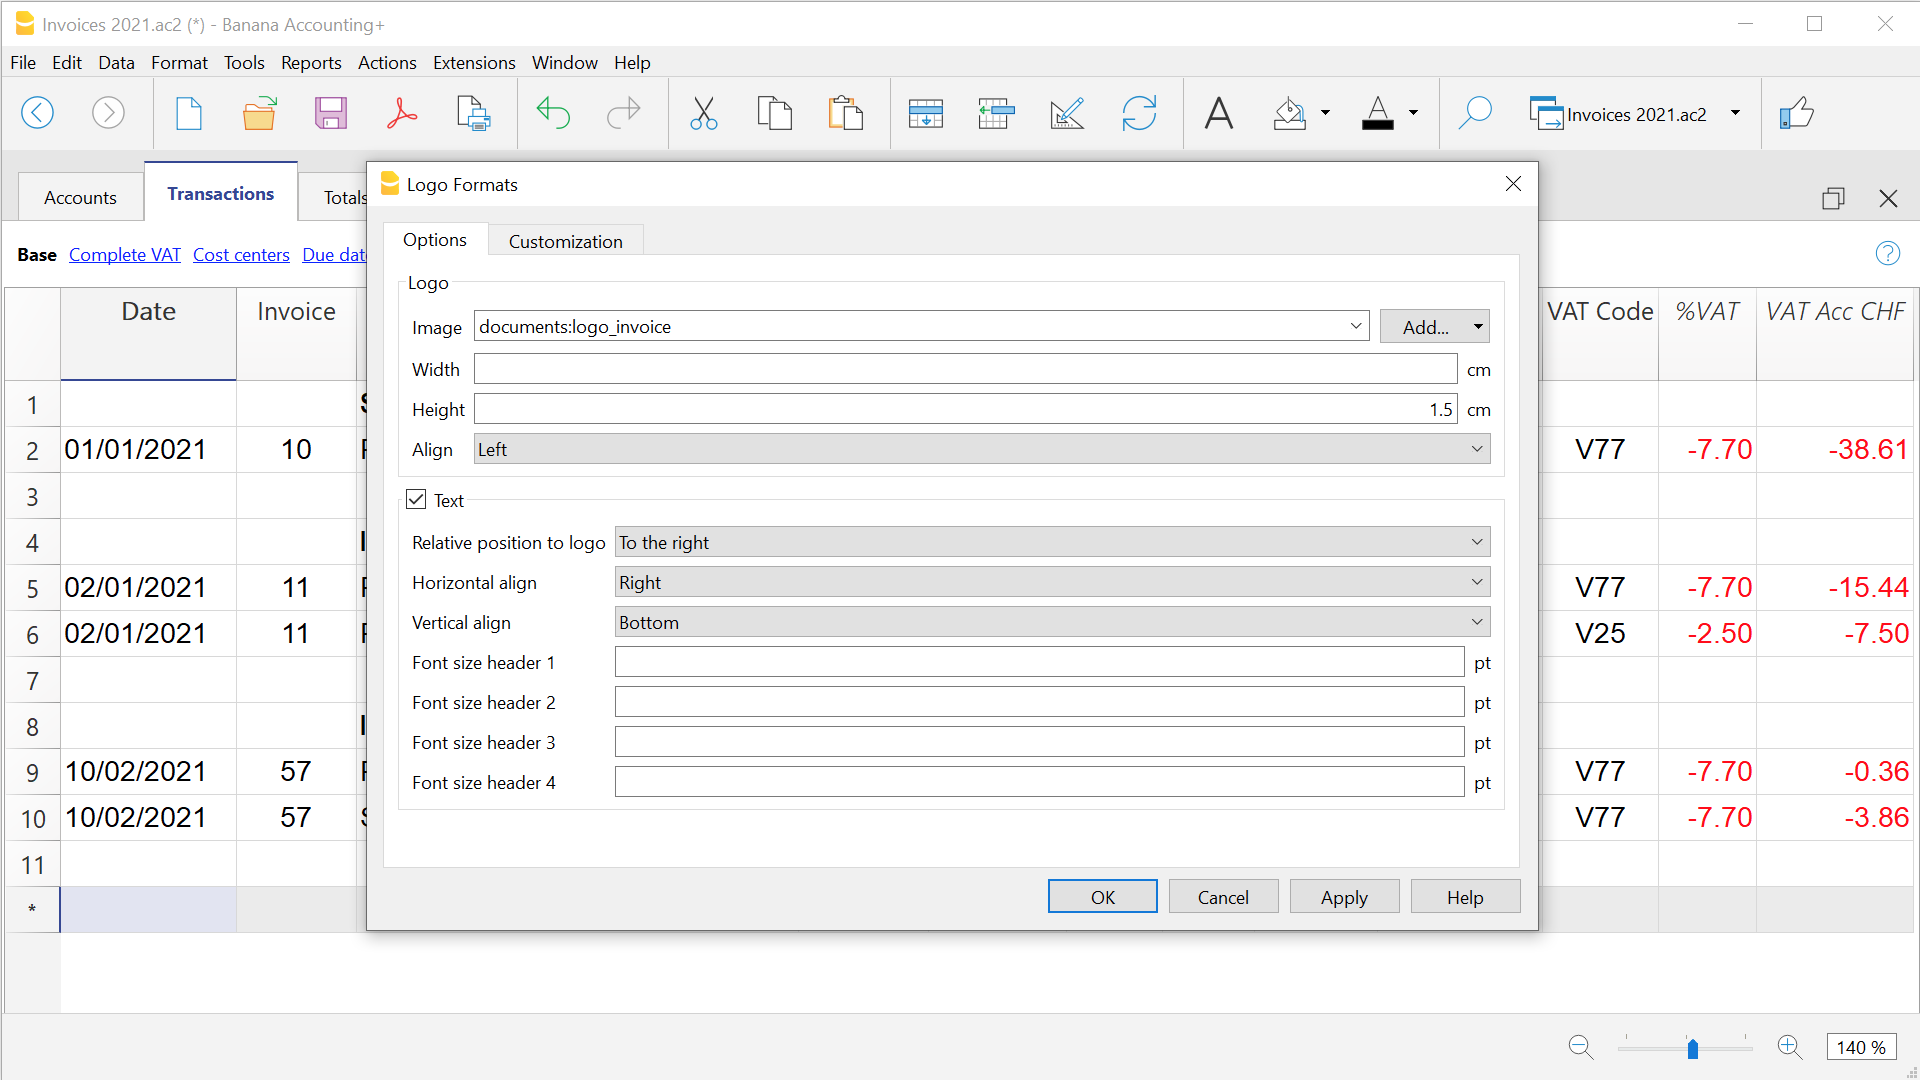 Invoices 2021.ac2 (*) - Banana Accounting+
File Edit Data Format Tools Reports Actions Extensions Window Help
Invoices 2021.ac2
Accounts Transactions Totals
Base Complete VAT Cost centers Due dat
Logo Formats
Options Customization
Logo
Image documents:logo_invoice Add...
Width cm
Height 1.5 cm
Align Left
Text
Relative position to logo To the right
Horizontal align Right
Vertical align Bottom
Font size header 1 pt
Font size header 2 pt
Font size header 3 pt
Font size header 4 pt
OK Cancel Apply Help
Date Invoice VAT Code %VAT VAT Acc CHF
1
2 01/01/2021 10 V77 -7.70 -38.61
3
4
5 02/01/2021 11 V77 -7.70 -15.44
6 02/01/2021 11 V25 -2.50 -7.50
7
8
9 10/02/2021 57 V77 -7.70 -0.36
10 10/02/2021 57 V77 -7.70 -3.86
11
*
140 %